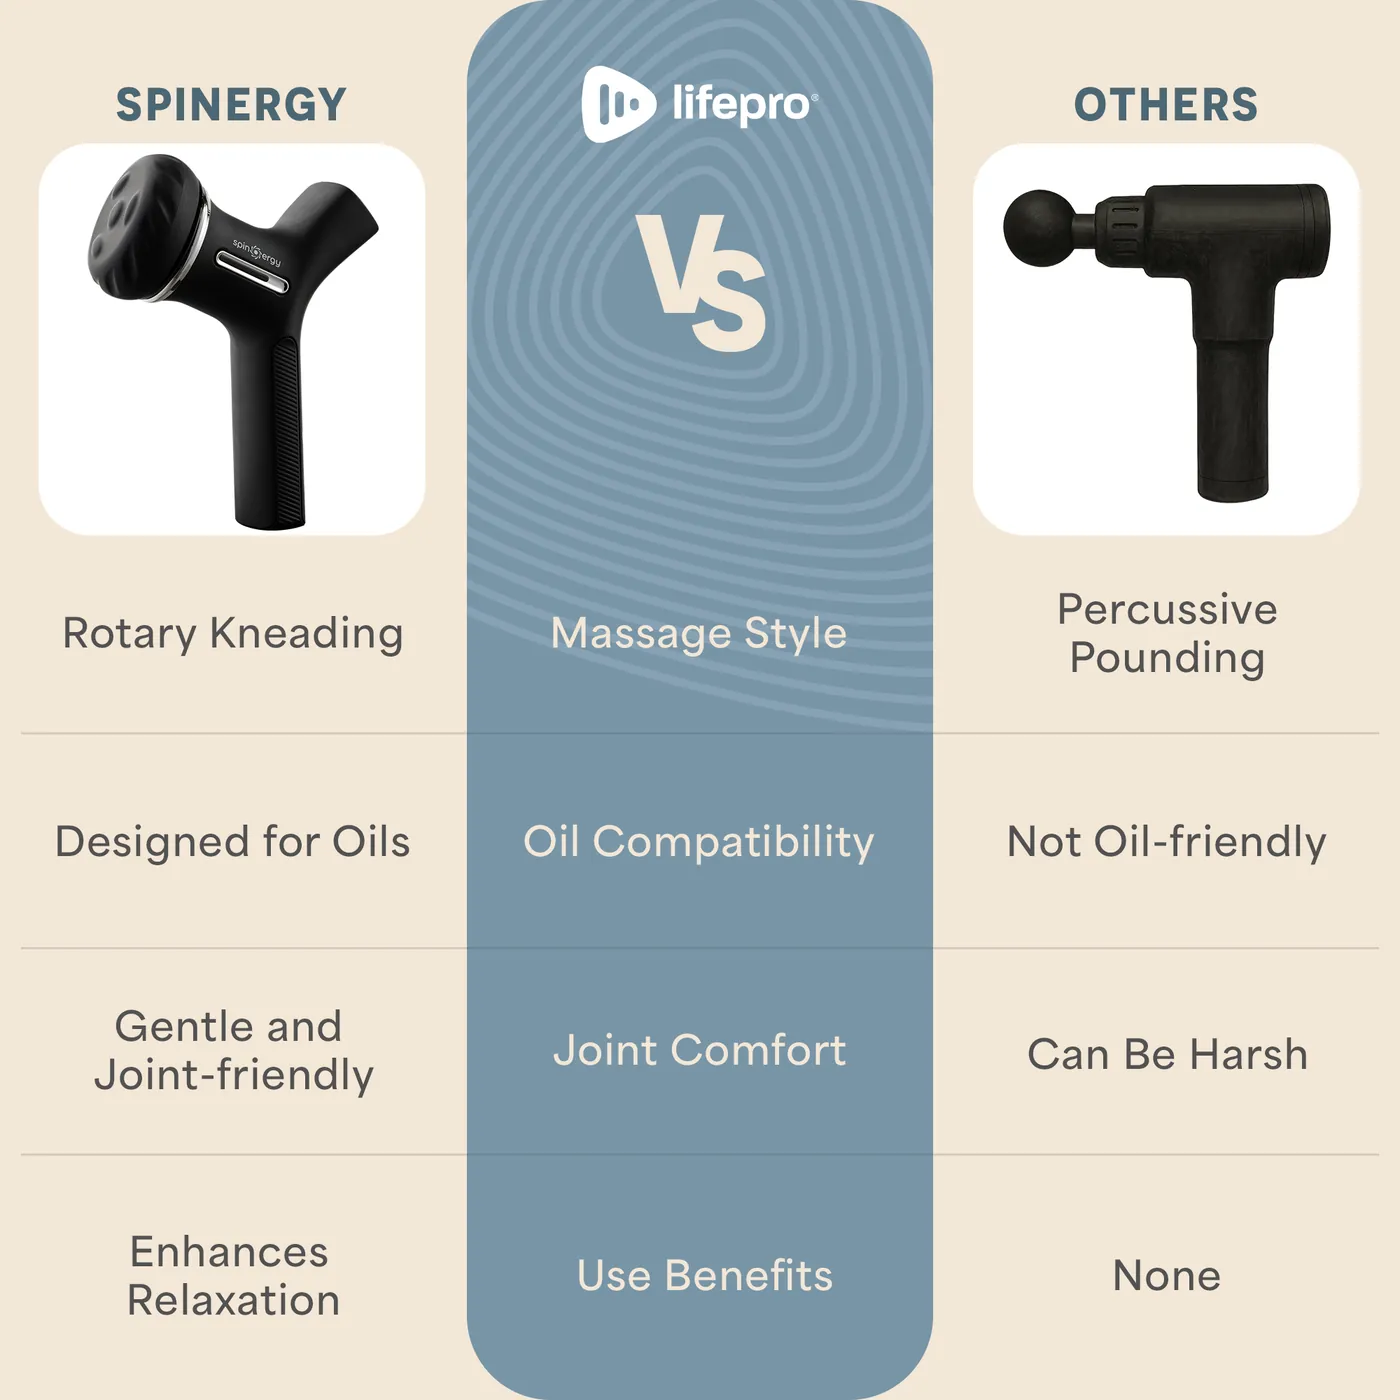 SPINERGY
lifepro®
OTHERS
spinergy
VS
Rotary Kneading
Massage Style
Percussive
Pounding
Designed for Oils
Oil Compatibility
Not Oil-friendly
Gentle and
Joint-friendly
Joint Comfort
Can Be Harsh
Enhances
Relaxation
Use Benefits
None